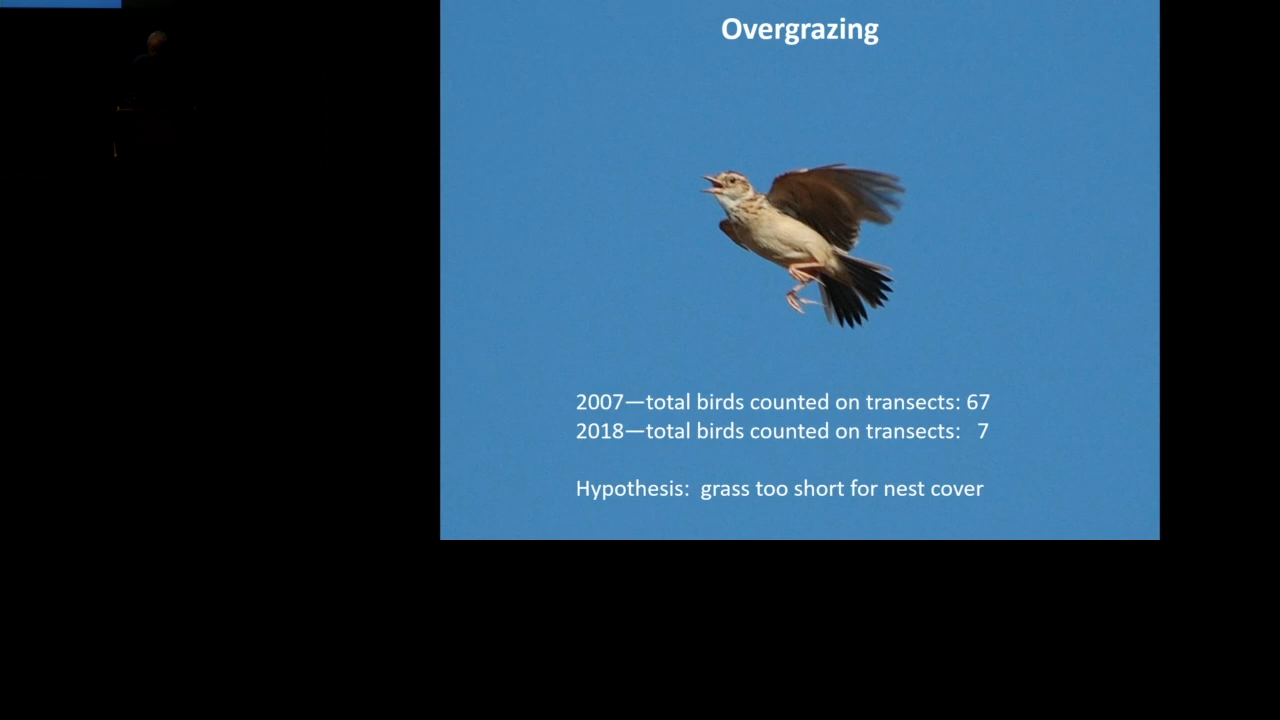 Overgrazing
2007—total birds counted on transects: 67
2018—total birds counted on transects: 7
Hypothesis: grass too short for nest cover